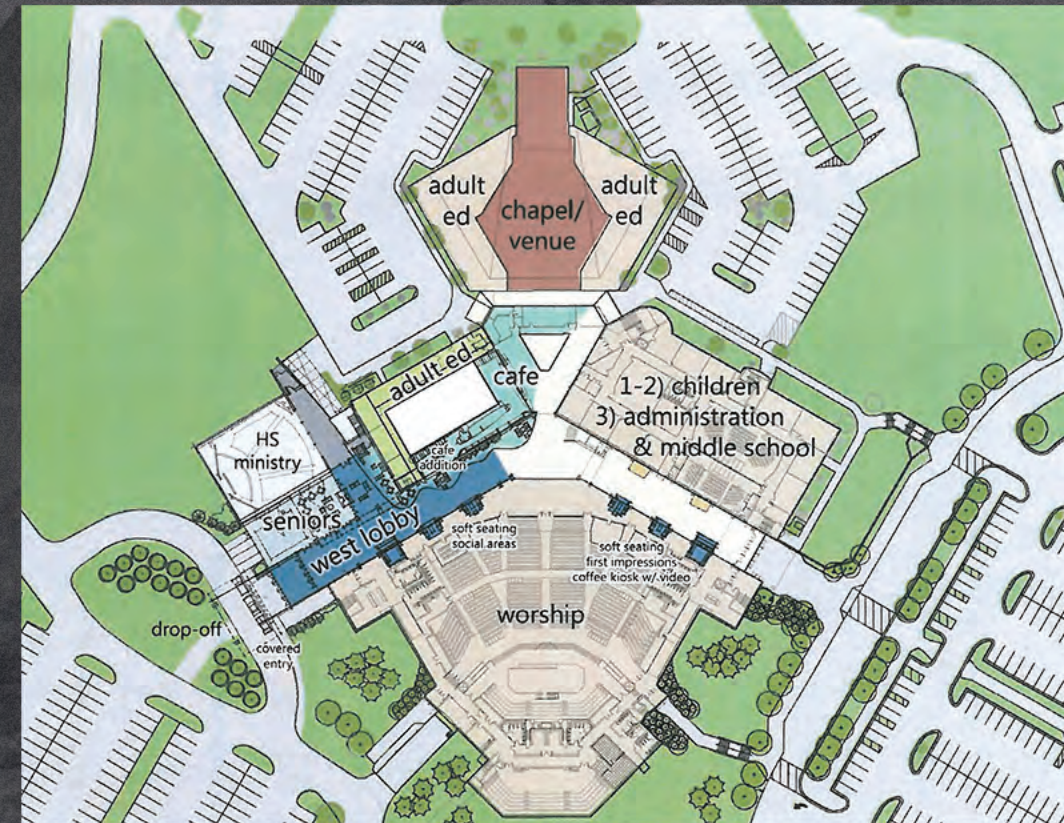 adult
ed
chapel/
venue
adult
ed
adult ed
cafe
1-2) children
3) administration
& middle school
HS
ministry
cafe
addition
seniors
west lobby
soft seating
social areas
soft seating
first impressions
coffee kiosk w/ video
worship
drop-off
covered
entry